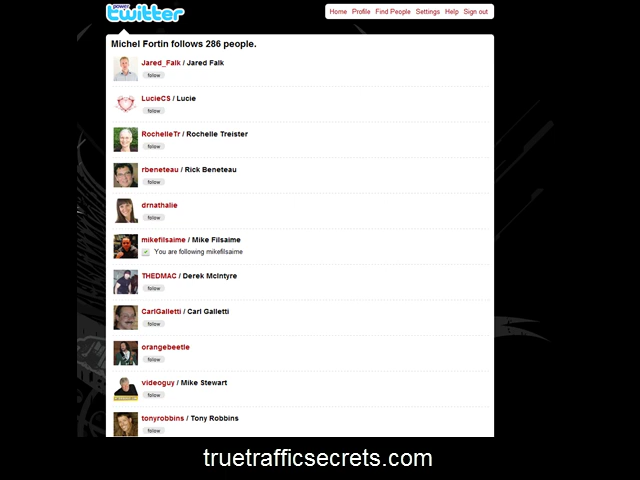 power
twitter
Home Profile Find People Settings Help Sign out
Michel Fortin follows 286 people.
Jared_Falk / Jared Falk
follow
LucieCS / Lucie
follow
RochelleTr / Rochelle Treister
follow
rbeneteau / Rick Beneteau
follow
drnathalie
follow
mikefilsaime / Mike Filsaime
You are following mikefilsaime
THEDMAC / Derek McIntyre
follow
CarlGalletti / Carl Galletti
follow
orangebeetle
follow
videoguy / Mike Stewart
follow
tonyrobbins / Tony Robbins
follow
truetrafficsecrets.com